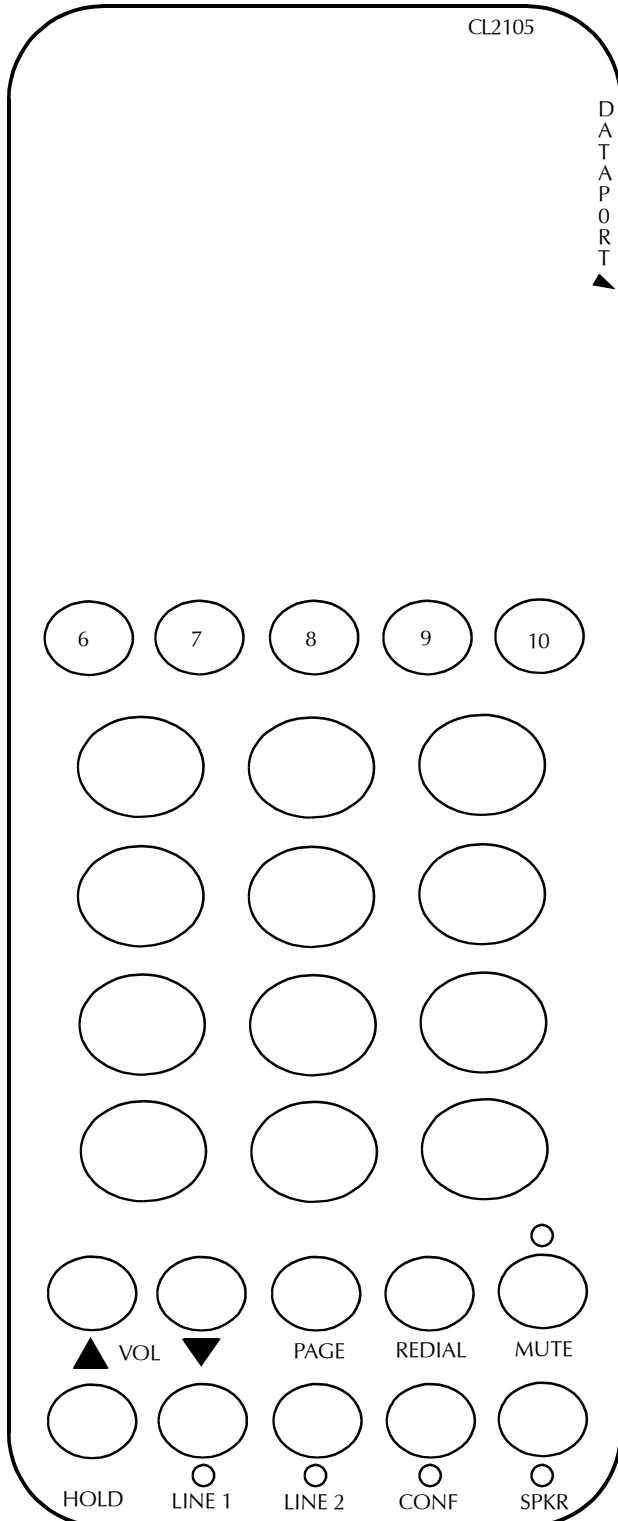 CL2105
DATAP0RT
6 7 8 9 10
VOL PAGE REDIAL MUTE
HOLD LINE 1 LINE 2 CONF SPKR